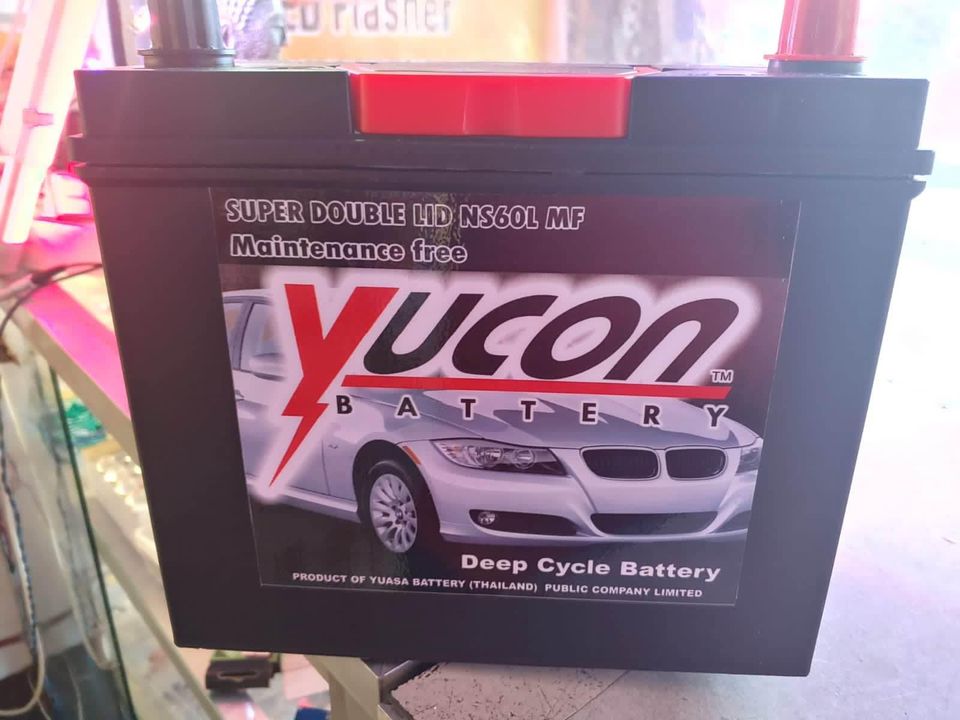 Flasher
SUPER DOUBLE LID NS60L MF
Maintenance free
YUCON TM
BATTERY
Deep Cycle Battery
PRODUCT OF YUASA BATTERY (THAILAND) PUBLIC COMPANY LIMITED